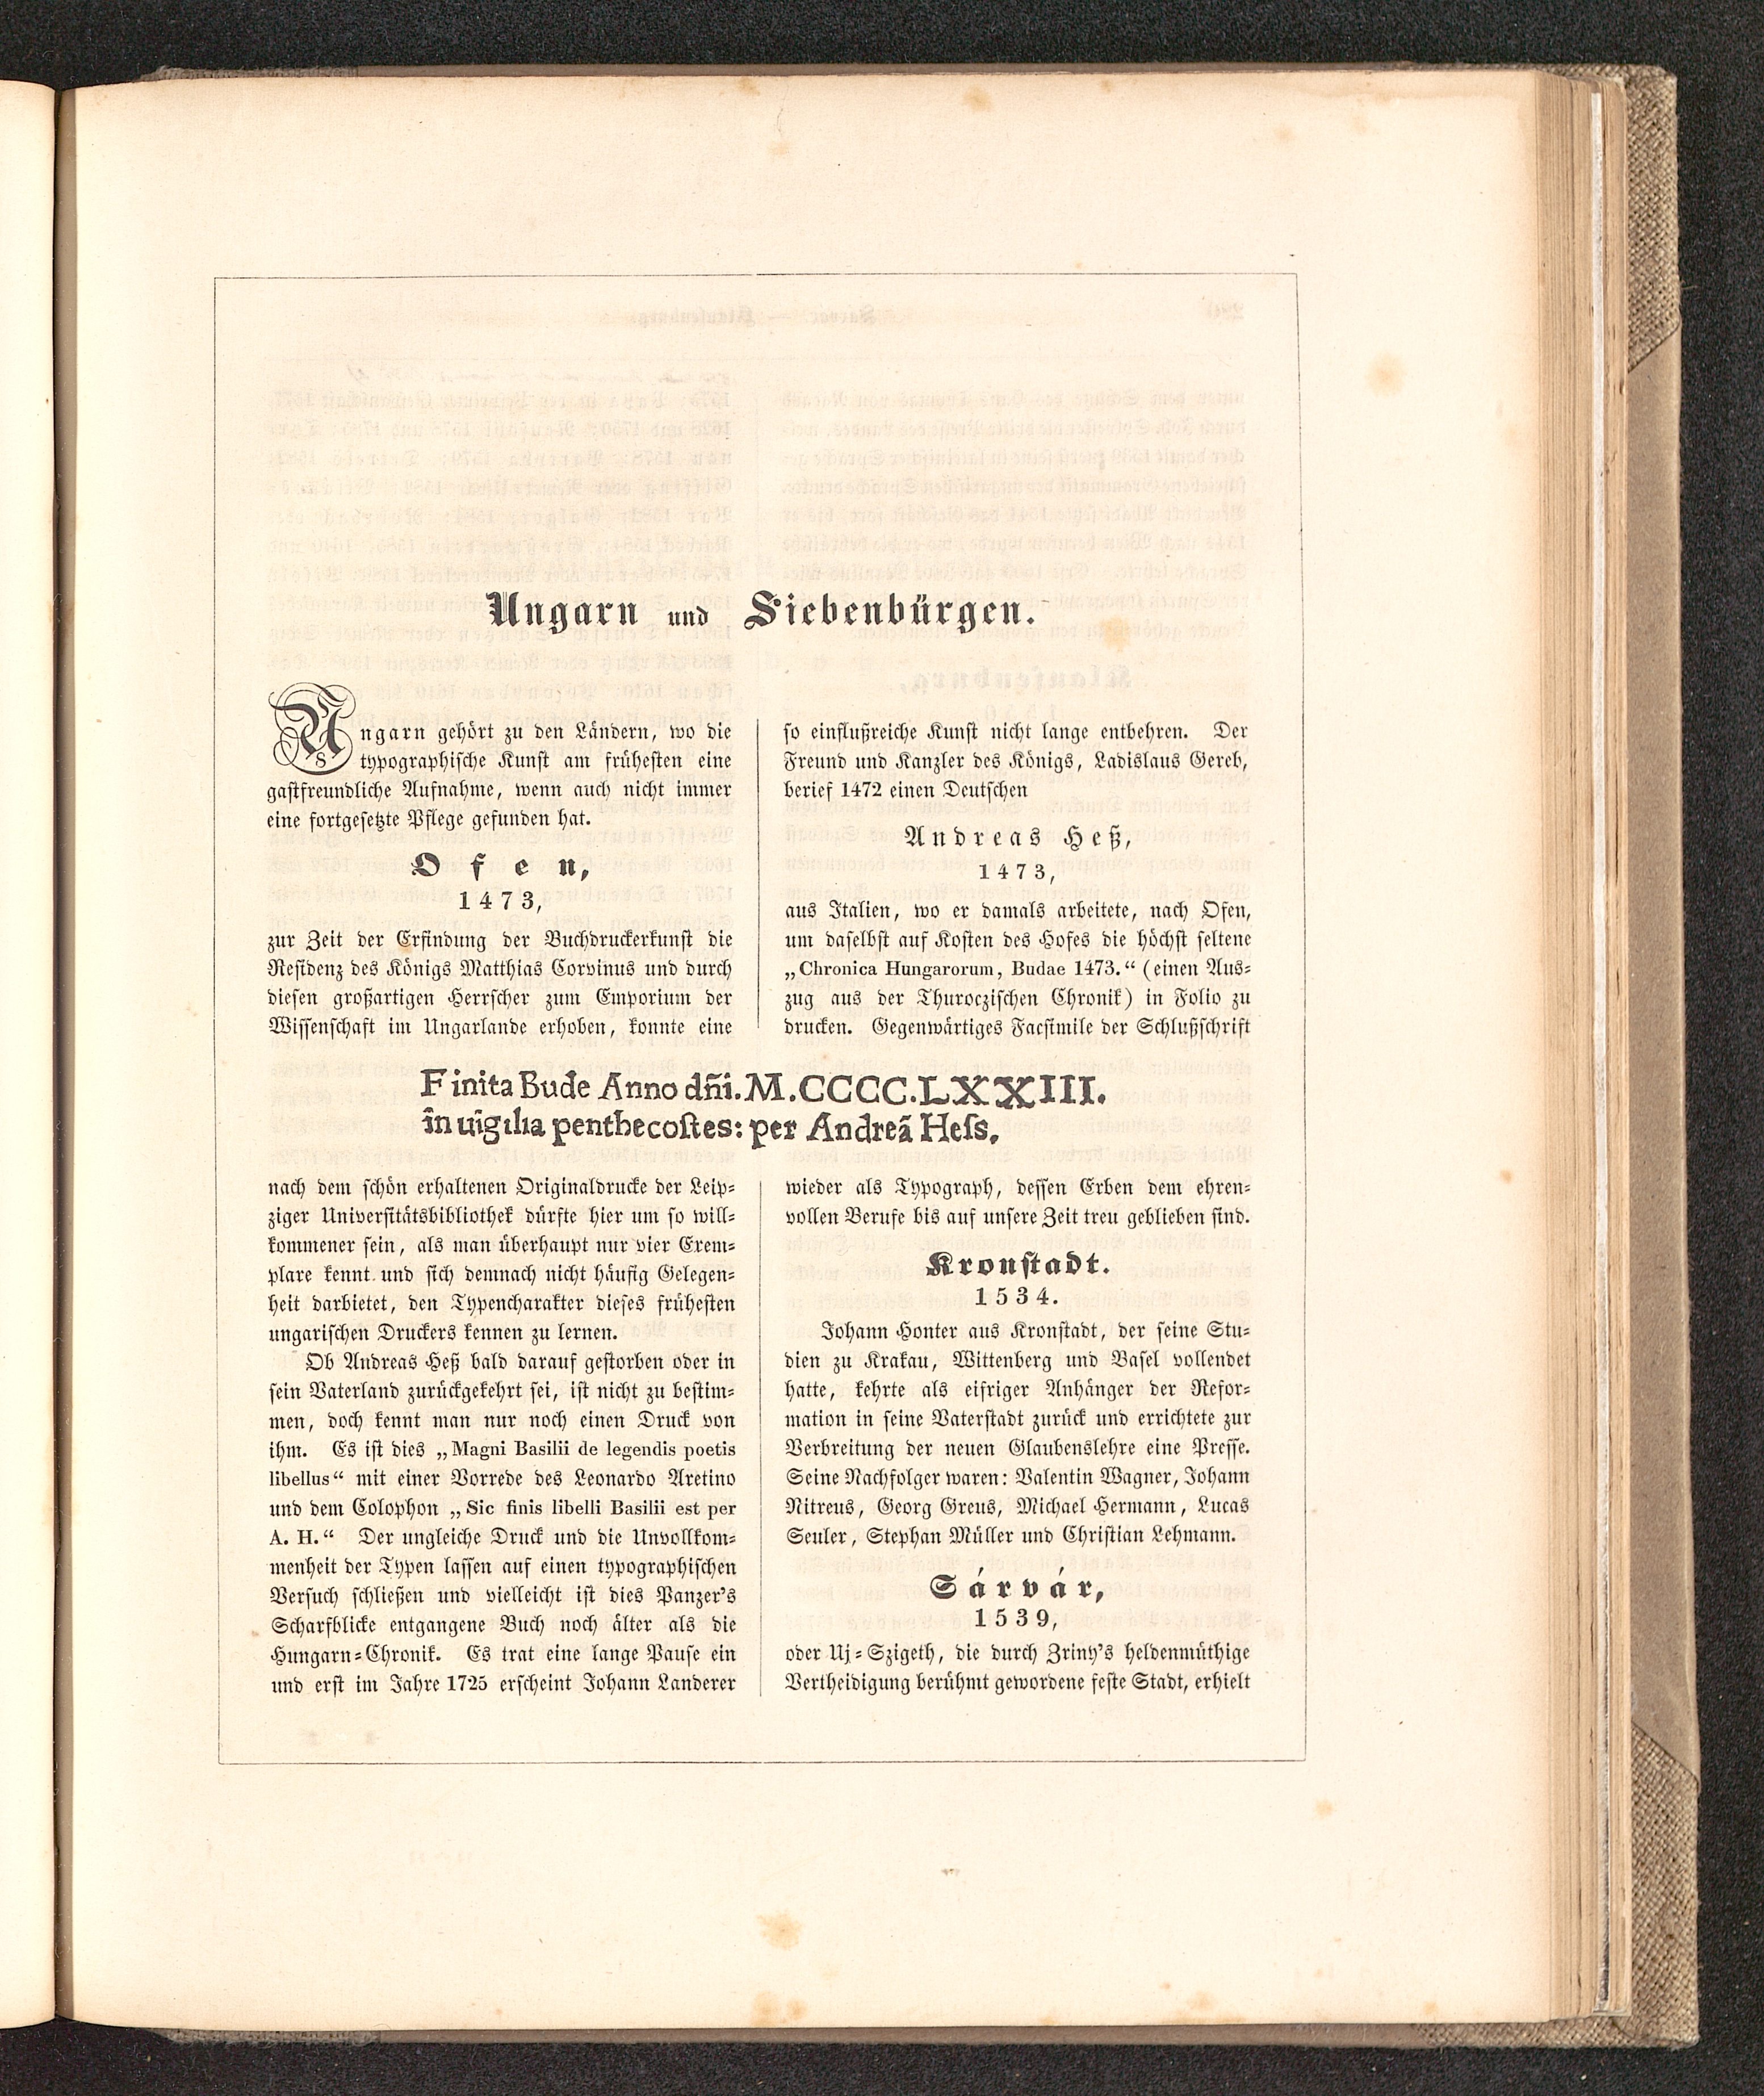 Ungarn und Siebenbürgen.
Ungarn gehört zu den Ländern, wo die
typographische Kunst am frühesten eine
gastfreundliche Aufnahme, wenn auch nicht immer
eine fortgesetzte Pflege gefunden hat.
Ofen,
1473,
zur Zeit der Erfindung der Buchdruckerkunst die
Residenz des Königs Matthias Corvinus und durch
diesen großartigen Herrscher zum Emporium der
Wissenschaft im Ungarlande erhoben, konnte eine
so einflußreiche Kunst nicht lange entbehren. Der
Freund und Kanzler des Königs, Ladislaus Gereb,
berief 1472 einen Deutschen
Andreas Heß,
1473,
aus Italien, wo er damals arbeitete, nach Ofen,
um daselbst auf Kosten des Hofes die höchst seltene
„Chronica Hungarorum, Budae 1473.“ (einen Aus-
zug aus der Thuroczischen Chronik) in Folio zu
drucken. Gegenwärtiges Facsimile der Schlußschrift
Finita Bude Anno dñi. M.CCCC.LXXIII.
in uigilia penthecostes: per Andreã Hess.
nach dem schön erhaltenen Originaldrucke der Leip-
ziger Universitätsbibliothek dürfte hier um so will-
kommener sein, als man überhaupt nur vier Exem-
plare kennt und sich demnach nicht häufig Gelegen-
heit darbietet, den Typencharakter dieses frühesten
ungarischen Druckers kennen zu lernen.
Ob Andreas Heß bald darauf gestorben oder in
sein Vaterland zurückgekehrt sei, ist nicht zu bestim-
men, doch kennt man nur noch einen Druck von
ihm. Es ist dies „Magni Basilii de legendis poetis
libellus“ mit einer Vorrede des Leonardo Aretino
und dem Colophon „Sic finis libelli Basilii est per
A. H.“ Der ungleiche Druck und die Unvollkom-
menheit der Typen lassen auf einen typographischen
Versuch schließen und vielleicht ist dies Panzer's
Scharfblicke entgangene Buch noch älter als die
Hungarn-Chronik. Es trat eine lange Pause ein
und erst im Jahre 1725 erscheint Johann Landerer
wieder als Typograph, dessen Erben dem ehren-
vollen Berufe bis auf unsere Zeit treu geblieben sind.
Kronstadt.
1534.
Johann Honter aus Kronstadt, der seine Stu-
dien zu Krakau, Wittenberg und Basel vollendet
hatte, kehrte als eifriger Anhänger der Refor-
mation in seine Vaterstadt zurück und errichtete zur
Verbreitung der neuen Glaubenslehre eine Presse.
Seine Nachfolger waren: Valentin Wagner, Johann
Nitreus, Georg Greus, Michael Hermann, Lucas
Seuler, Stephan Müller und Christian Lehmann.
Sárvár,
1539,
oder Uj-Szigeth, die durch Zriny's heldenmüthige
Vertheidigung berühmt gewordene feste Stadt, erhielt